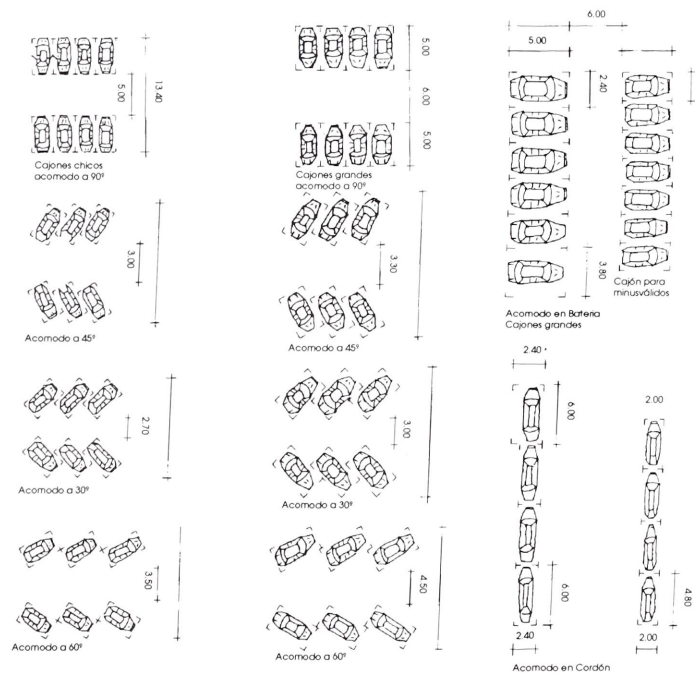 5.00
13.40
Cajones chicos
acomodo a 90º
3.00
Acomodo a 45º
2.70
Acomodo a 30º
3.50
Acomodo a 60º
5.00
6.00
5.00
Cajones grandes
acomodo a 90º
3.30
Acomodo a 45º
3.00
Acomodo a 30º
4.50
Acomodo a 60º
6.00
5.00
2.40
3.80
Cajón para
minusválidos
Acomodo en Bateria
Cajones grandes
2.40
6.00
2.00
6.00
4.80
2.40
2.00
Acomodo en Cordón